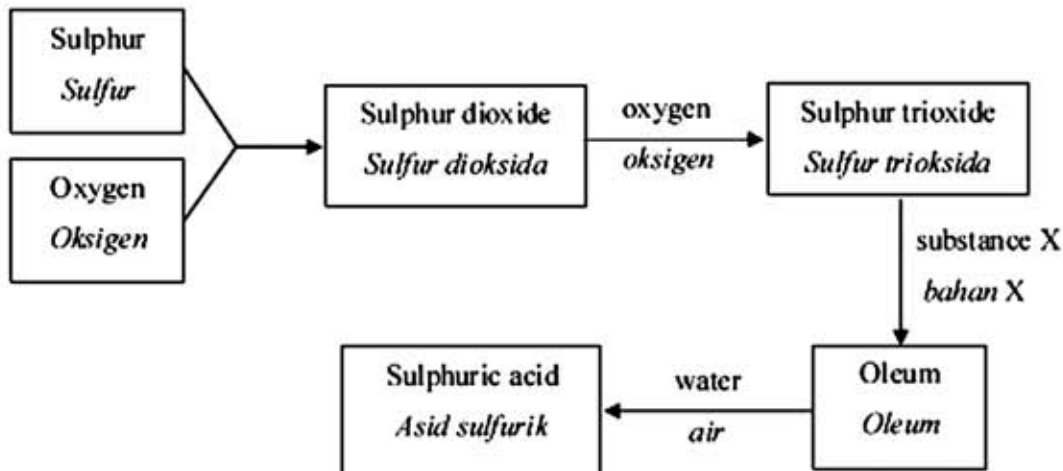 Sulphur
Sulfur
Oxygen
Oksigen
Sulphur dioxide
Sulfur dioksida
oxygen
oksigen
Sulphur trioxide
Sulfur trioksida
substance X
bahan X
Oleum
Oleum
water
air
Sulphuric acid
Asid sulfurik